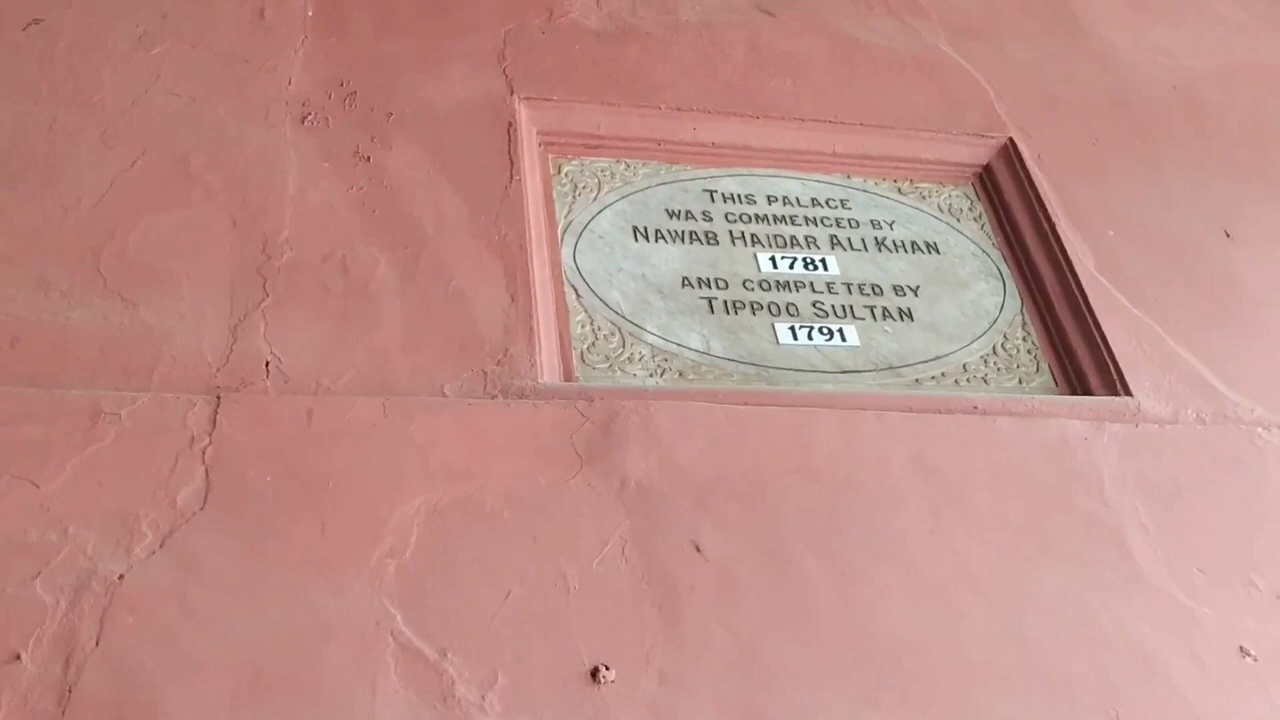 THIS PALACE
WAS COMMENCED BY
NAWAB HAIDAR ALI KHAN
1781
AND COMPLETED BY
TIPPOO SULTAN
1791